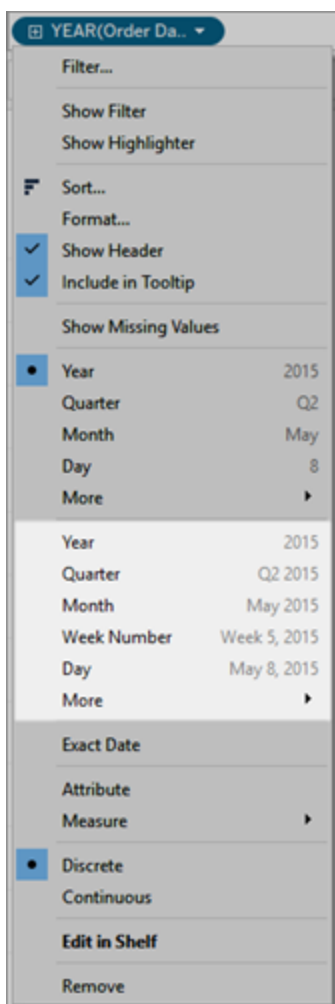 YEAR(Order Da..
Filter...
Show Filter
Show Highlighter
Sort...
Format...
Show Header
Include in Tooltip
Show Missing Values
Year 2015
Quarter Q2
Month May
Day 8
More
Year 2015
Quarter Q2 2015
Month May 2015
Week Number Week 5, 2015
Day May 8, 2015
More
Exact Date
Attribute
Measure
Discrete
Continuous
Edit in Shelf
Remove